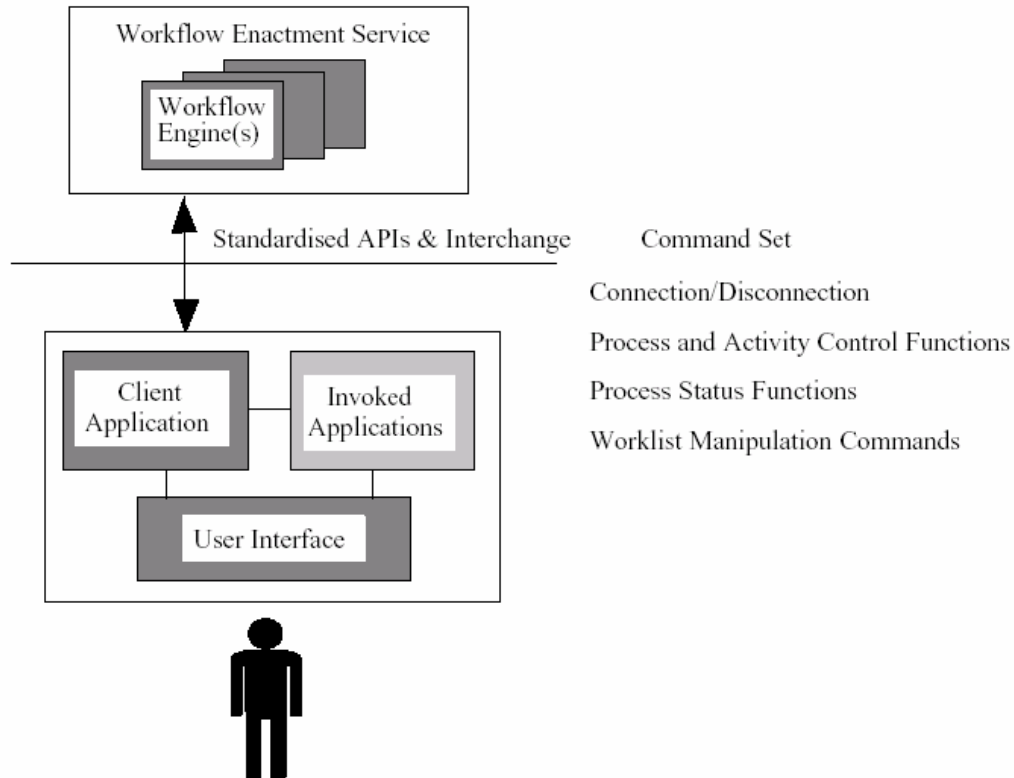 Workflow Enactment Service
Workflow
Engine(s)
Standardised APIs & Interchange
Command Set
Connection/Disconnection
Process and Activity Control Functions
Process Status Functions
Worklist Manipulation Commands
Client
Application
Invoked
Applications
User Interface